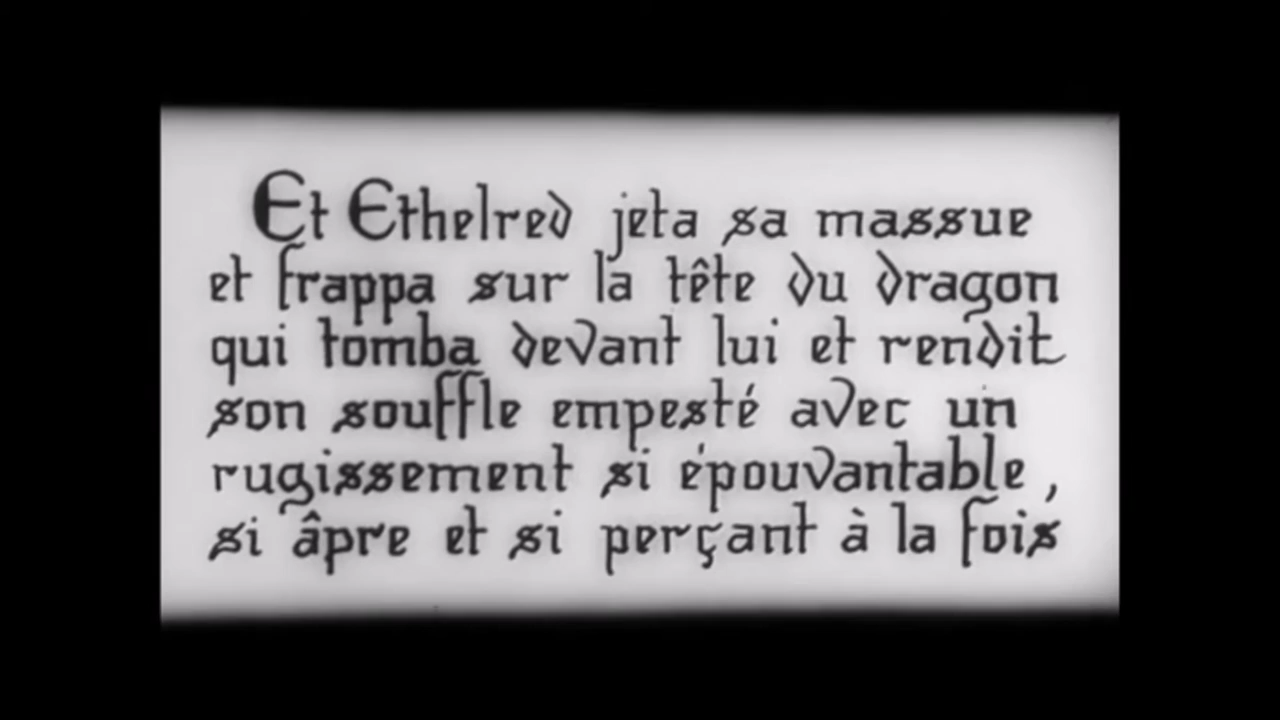 Et Ethelred jeta sa massue
et frappa sur la tête du dragon
qui tomba devant lui et rendit
son souffle empesté avec un
rugissement si épouvantable,
si âpre et si perçant à la fois